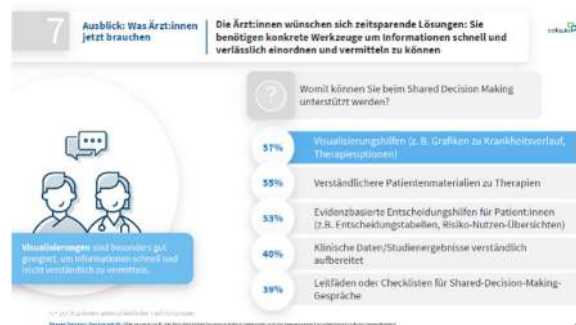 7
Ausblick: Was Ärzt:innen
jetzt brauchen
Die Ärzt:innen wünschen sich zeitsparende Lösungen: Sie
benötigen konkrete Werkzeuge um Informationen schnell und
verlässlich einordnen und vermitteln zu können
?
Womit können Sie beim Shared Decision Making
unterstützt werden?
57%
Visualisierungshilfen (z. B. Grafiken zu Krankheitsvorlauf,
Therapieoptionen)
55%
Verständlichere Patientenmaterialien zu Therapien
53%
Evidenzbasierte Entscheidungshilfen für Patient:innen
(z.B. Entscheidungstabellen, Risiko-Nutzen-Übersichten)
40%
Klinische Daten/Studienergebnisse verständlich
aufbereitet
39%
Leitfäden oder Checklisten für Shared-Decision-Making-
Gespräche
Visualisierungen sind besonders gut
geeignet, um Informationen schnell und
leicht verständlich zu vermitteln.